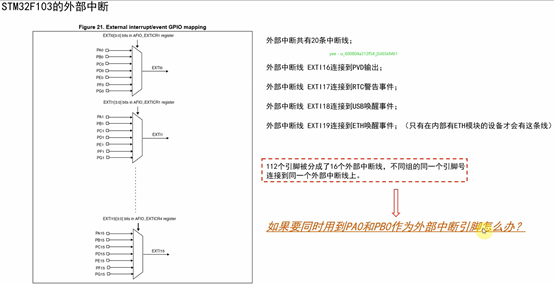 STM32F103的外部中断
Figure 21. External interrupt/event GPIO mapping
EXTI0[3:0] bits in AFIO_EXTICR1 register
PA0
PB0
PC0
PD0
PE0
PF0
PG0
EXTI0
EXTI1[3:0] bits in AFIO_EXTICR1 register
PA1
PB1
PC1
PD1
PE1
PF1
PG1
EXTI1
EXTI15[3:0] bits in AFIO_EXTICR4 register
PA15
PB15
PC15
PD15
PE15
PF15
PG15
EXTI15
外部中断共有20条中断线；
外部中断线 EXTI16连接到PVD输出；
外部中断线 EXTI17连接到RTC警告事件；
外部中断线 EXTI18连接到USB唤醒事件；
外部中断线 EXTI19连接到ETH唤醒事件；（只有在内部有ETH模块的设备才会有这条线）
112个引脚被分成了16个外部中断线，不同组的同一个引脚号
连接到同一个外部中断线上。
如果要同时用到PA0和PB0作为外部中断引脚怎么办？